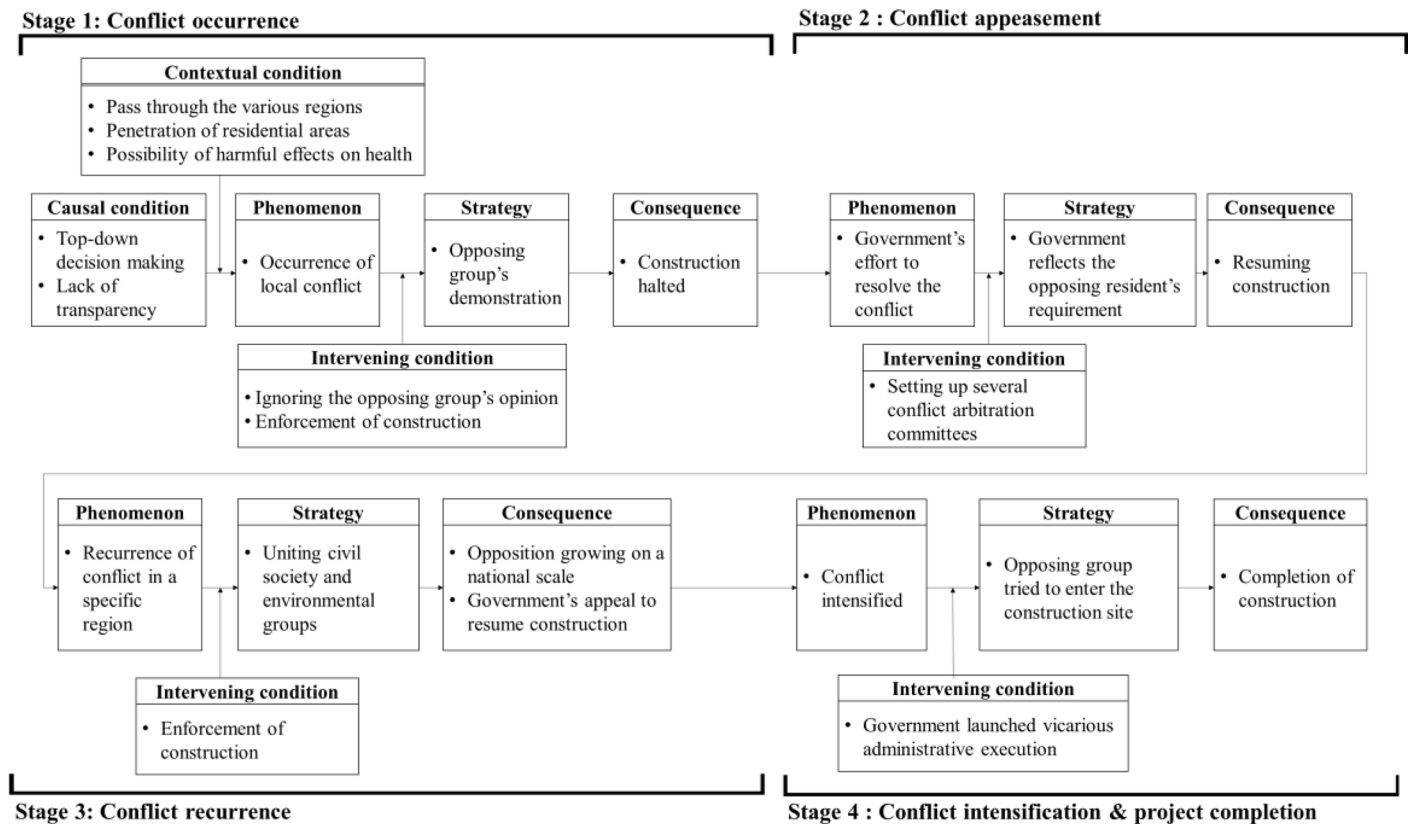 Stage 1: Conflict occurrence
Stage 2 : Conflict appeasement
Contextual condition
• Pass through the various regions
• Penetration of residential areas
• Possibility of harmful effects on health
Causal condition
• Top-down
decision making
• Lack of
transparency
Phenomenon
• Occurrence of
local conflict
Strategy
• Opposing
group's
demonstration
Consequence
• Construction
halted
Intervening condition
• Ignoring the opposing group's opinion
• Enforcement of construction
Phenomenon
• Government's
effort to
resolve the
conflict
Strategy
• Government
reflects the
opposing resident's
requirement
Consequence
• Resuming
construction
Intervening condition
• Setting up several
conflict arbitration
committees
Phenomenon
• Recurrence of
conflict in a
specific
region
Strategy
• Uniting civil
society and
environmental
groups
Consequence
• Opposition growing on a
national scale
• Government's appeal to
resume construction
Intervening condition
• Enforcement of
construction
Phenomenon
• Conflict
intensified
Strategy
• Opposing group
tried to enter the
construction site
Consequence
• Completion of
construction
Intervening condition
• Government launched vicarious
administrative execution
Stage 3: Conflict recurrence
Stage 4 : Conflict intensification & project completion